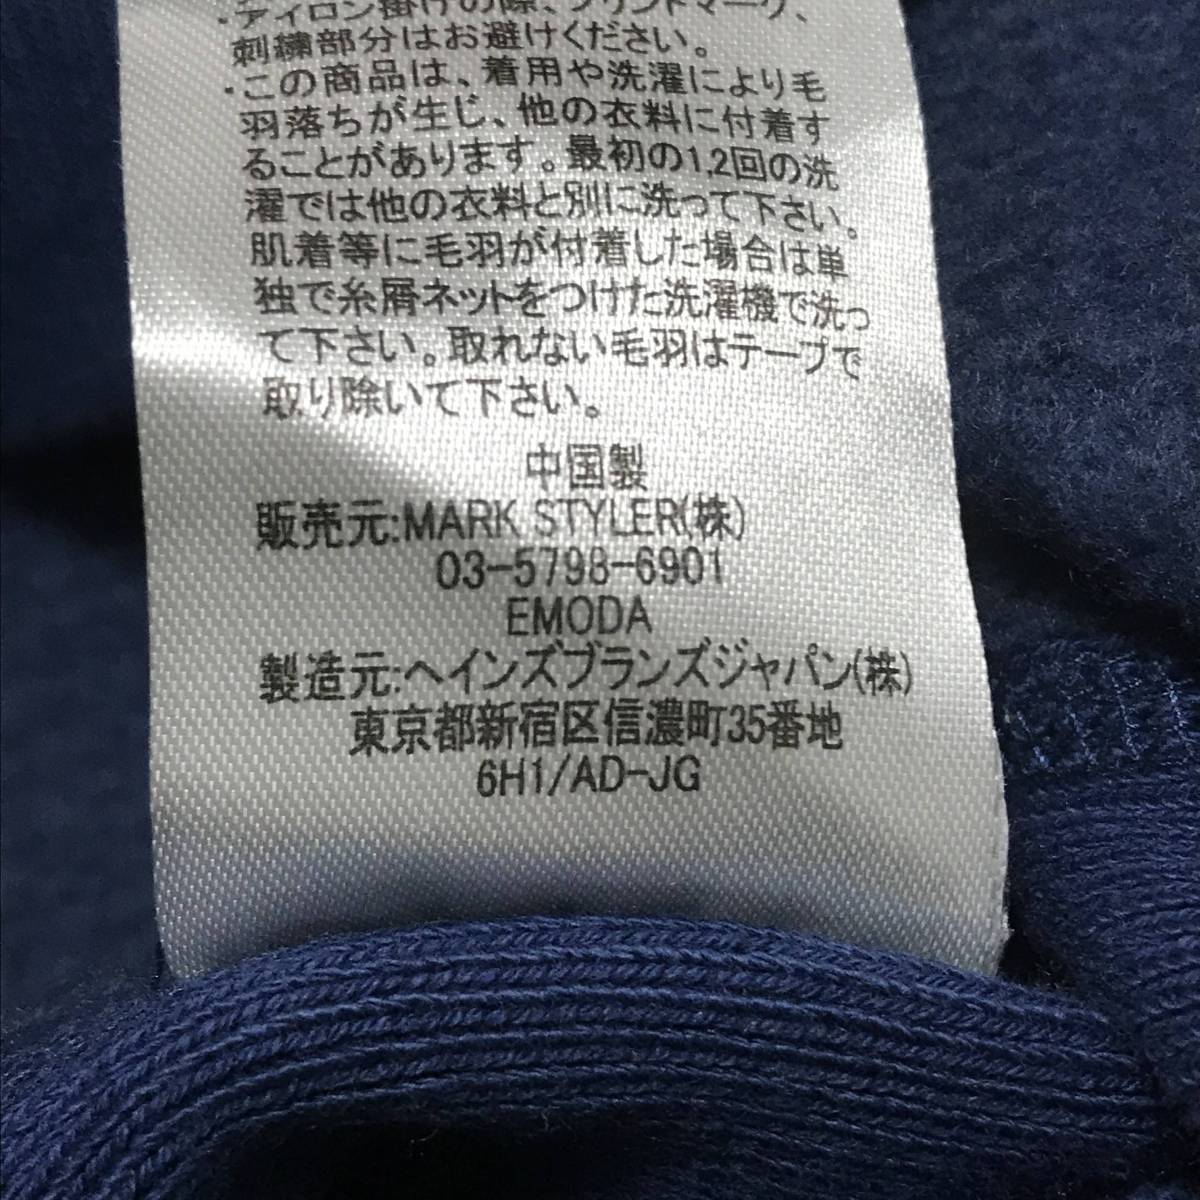 ・アイロン掛けの際、プリントマーク、
刺繍部分はお避けください。
・この商品は、着用や洗濯により毛
羽落ちが生じ、他の衣料に付着す
ることがあります。最初の1,2回の洗
濯では他の衣料と別に洗って下さい。
肌着等に毛羽が付着した場合は単
独で糸屑ネットをつけた洗濯機で洗っ
て下さい。取れない毛羽はテープで
取り除いて下さい。
中国製
販売元:MARK STYLER(株)
03-5798-6901
EMODA
製造元:ヘインズブランズジャパン(株)
東京都新宿区信濃町35番地
6H1/AD-JG